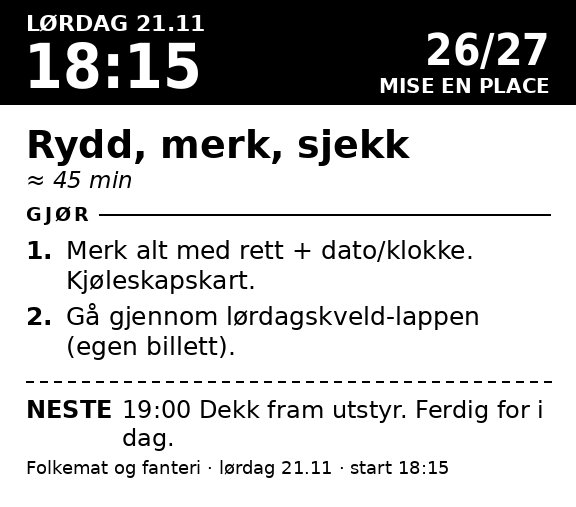 LØRDAG 21.11
18:15
26/27
MISE EN PLACE
Rydd, merk, sjekk
≈ 45 min
GJØR
1. Merk alt med rett + dato/klokke.
Kjøleskapskart.
2. Gå gjennom lørdagskveld-lappen
(egen billett).
NESTE 19:00 Dekk fram utstyr. Ferdig for i
dag.
Folkemat og fanteri · lørdag 21.11 · start 18:15